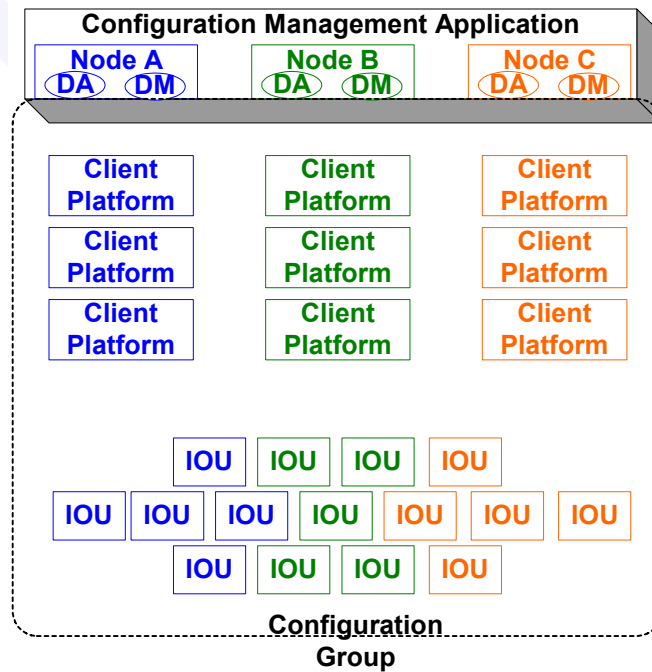 Configuration Management Application
Node A Node B Node C
DA DM DA DM DA DM
Client Client Client
Platform Platform Platform
Client Client Client
Platform Platform Platform
Client Client Client
Platform Platform Platform
IOU IOU IOU IOU
IOU IOU IOU IOU IOU IOU IOU
IOU IOU IOU IOU
Configuration
Group